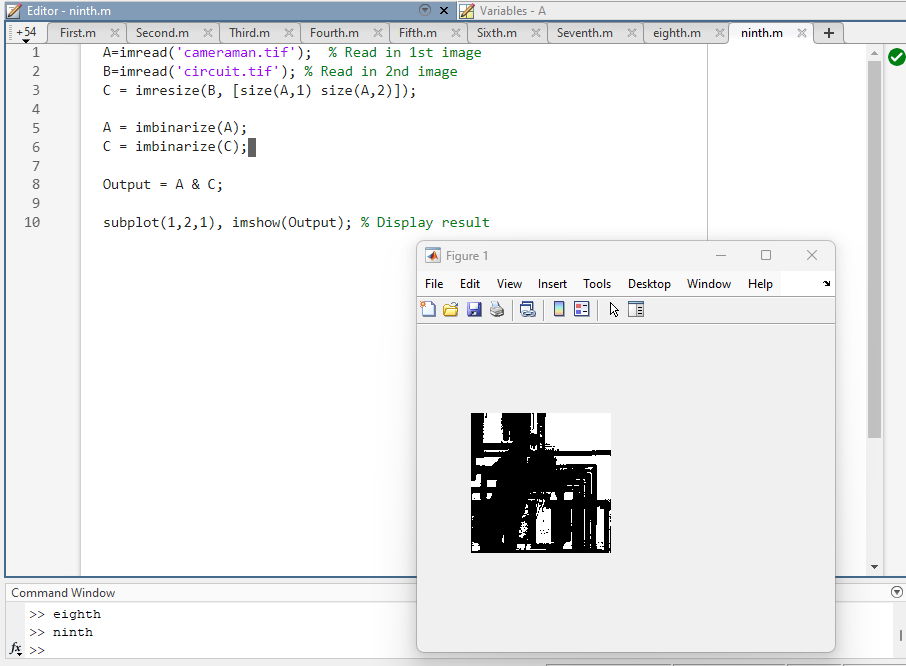 Editor - ninth.m
Variables - A
+54 First.m Second.m Third.m Fourth.m Fifth.m Sixth.m Seventh.m eighth.m ninth.m +
1 A=imread('cameraman.tif');  % Read in 1st image
2 B=imread('circuit.tif'); % Read in 2nd image
3 C = imresize(B, [size(A,1) size(A,2)]);
4
5 A = imbinarize(A);
6 C = imbinarize(C);
7
8 Output = A & C;
9
10 subplot(1,2,1), imshow(Output); % Display result
Figure 1
File Edit View Insert Tools Desktop Window Help
Command Window
>> eighth
>> ninth
fx >>